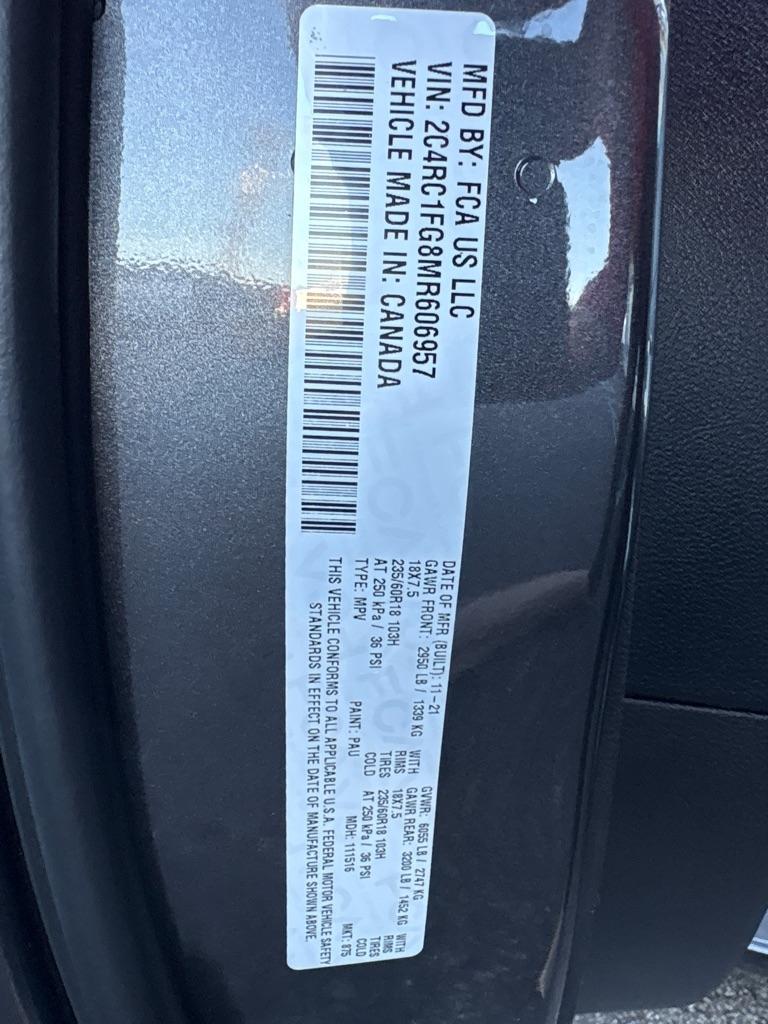 MFD BY: FCA US LLC
VIN: 2C4RC1FG8MR606957
VEHICLE MADE IN: CANADA
DATE OF MFR (BUILT): 11-21 GVWR: 6055 LB / 2747 KG
GAWR FRONT: 2950 LB / 1339 KG WITH GAWR REAR: 3200 LB / 1452 KG WITH
18X7.5 RIMS 18X7.5 RIMS
235/60R18 103H TIRES 235/60R18 103H TIRES
AT 250 kPa / 36 PSI COLD AT 250 kPa / 36 PSI COLD
TYPE: MPV PAINT: PAU MDH: 111516 MKT: 875
THIS VEHICLE CONFORMS TO ALL APPLICABLE U.S.A. FEDERAL MOTOR VEHICLE SAFETY
STANDARDS IN EFFECT ON THE DATE OF MANUFACTURE SHOWN ABOVE.